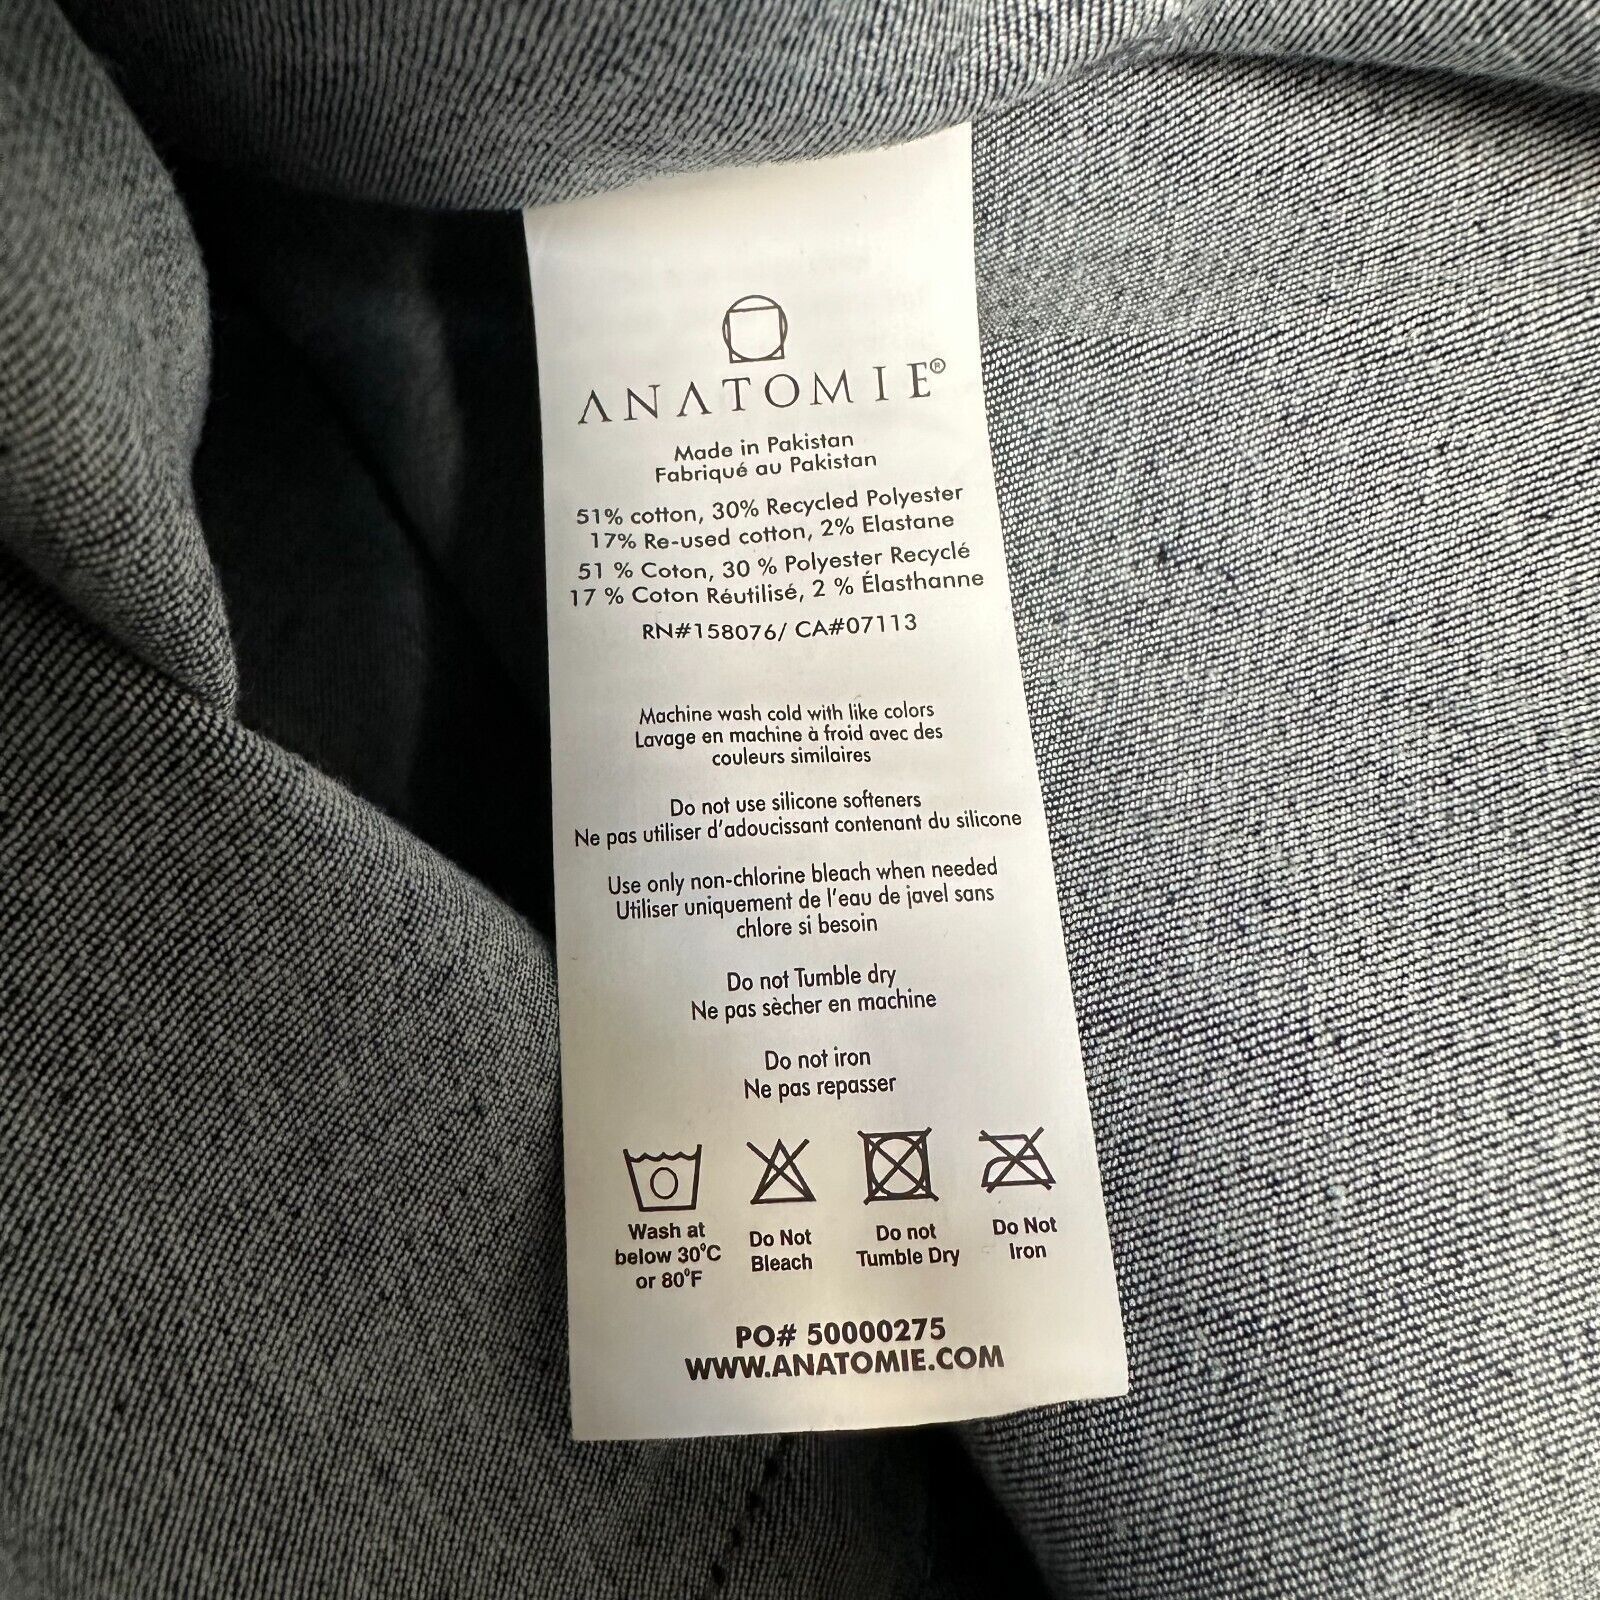 ANATOMIE®
Made in Pakistan
Fabriqué au Pakistan
51% cotton, 30% Recycled Polyester
17% Re-used cotton, 2% Elastane
51 % Coton, 30 % Polyester Recyclé
17 % Coton Réutilisé, 2 % Élasthanne
RN#158076/ CA#07113
Machine wash cold with like colors
Lavage en machine à froid avec des
couleurs similaires
Do not use silicone softeners
Ne pas utiliser d'adoucissant contenant du silicone
Use only non-chlorine bleach when needed
Utiliser uniquement de l'eau de javel sans
chlore si besoin
Do not Tumble dry
Ne pas sècher en machine
Do not iron
Ne pas repasser
Wash at
below 30°C
or 80°F
Do Not
Bleach
Do not
Tumble Dry
Do Not
Iron
PO# 50000275
WWW.ANATOMIE.COM